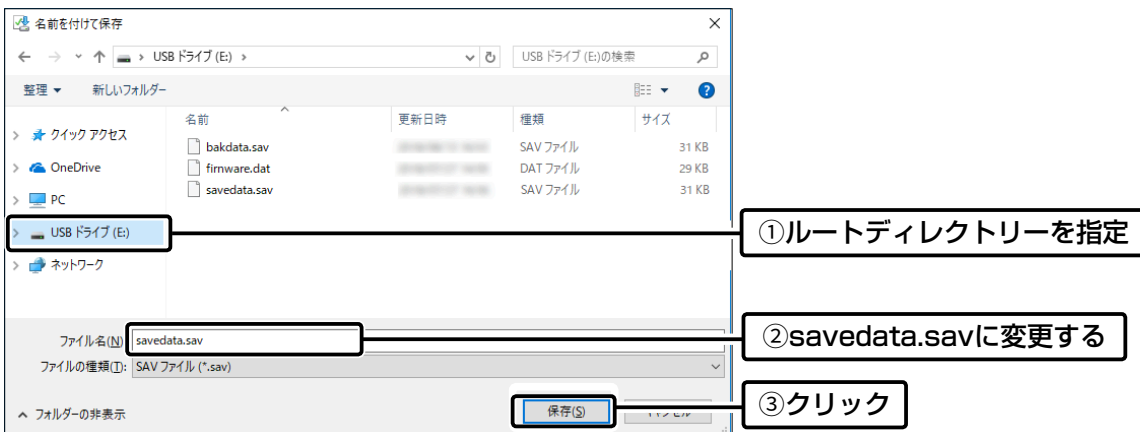 名前を付けて保存
USB ドライブ (E:)
USB ドライブ (E:)の検索
整理
新しいフォルダー
名前 更新日時 種類 サイズ
クイック アクセス
OneDrive
PC
USB ドライブ (E:)
ネットワーク
bakdata.sav SAV ファイル 31 KB
firnware.dat DAT ファイル 29 KB
savedata.sav SAV ファイル 31 KB
①ルートディレクトリーを指定
ファイル名(N) savedata.sav
②savedata.savに変更する
ファイルの種類(T): SAV ファイル (*.sav)
フォルダーの非表示
保存(S)
③クリック